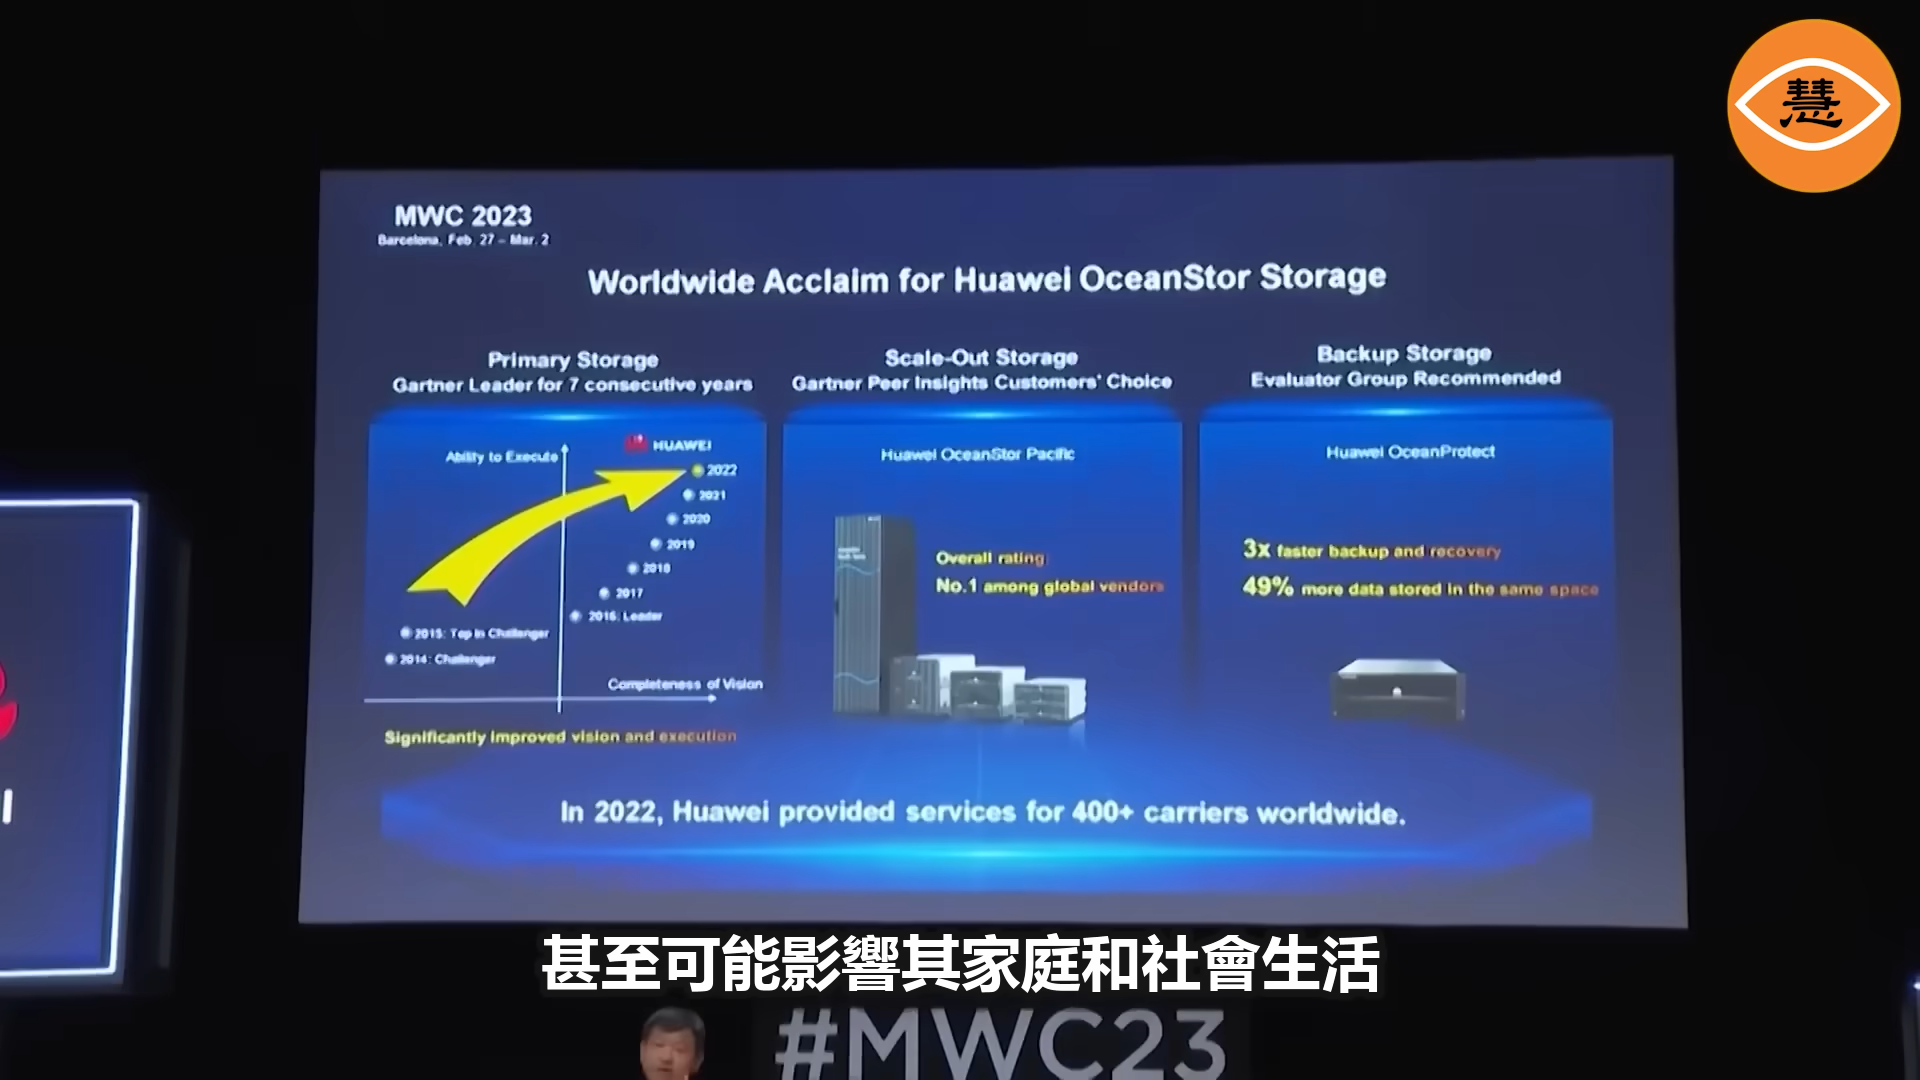 慧
MWC 2023
Barcelona, Feb. 27 – Mar. 2
Worldwide Acclaim for Huawei OceanStor Storage
Primary Storage
Gartner Leader for 7 consecutive years
Ability to Execute
HUAWEI
2022
2021
2020
2019
2018
2017
2016: Leader
2015: Top in Challenger
2014: Challenger
Completeness of Vision
Significantly improved vision and execution
Scale-Out Storage
Gartner Peer Insights Customers' Choice
Huawei OceanStor Pacific
Overall rating
No.1 among global vendors
Backup Storage
Evaluator Group Recommended
Huawei OceanProtect
3x faster backup and recovery
49% more data stored in the same space
In 2022, Huawei provided services for 400+ carriers worldwide.
甚至可能影響其家庭和社會生活
#MWC23